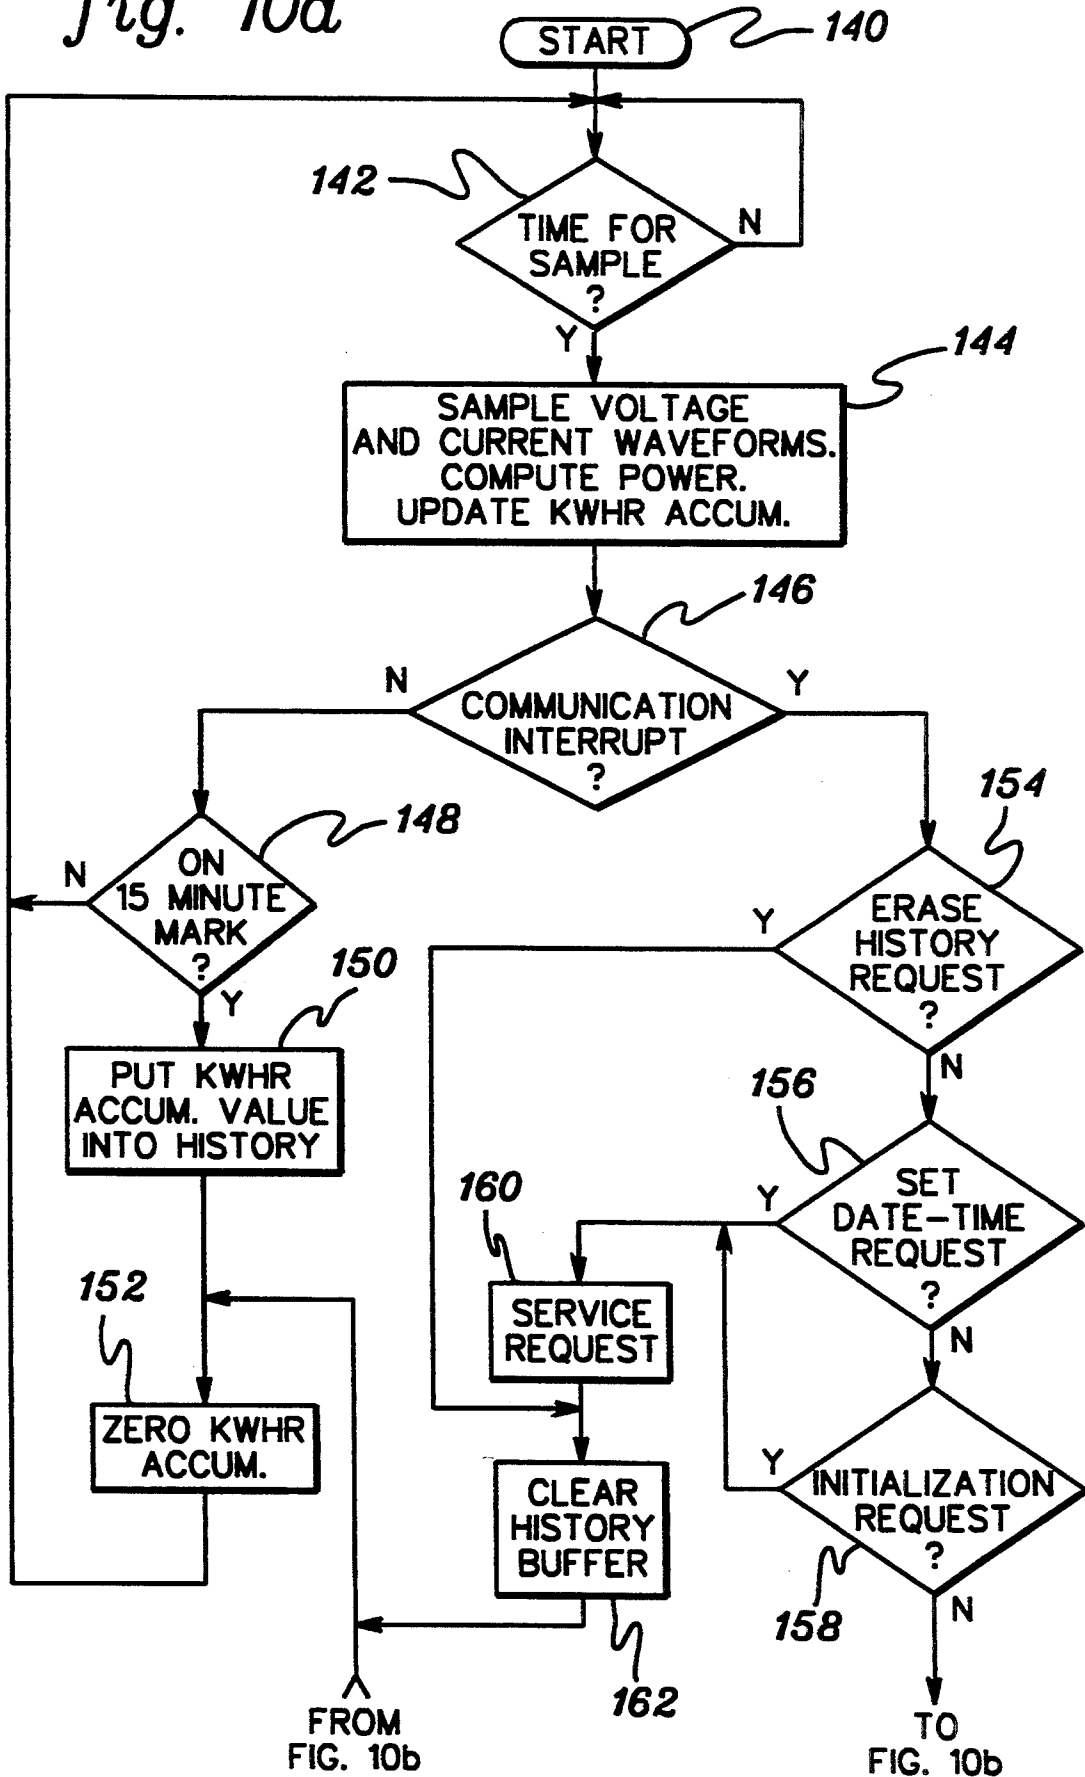 fig. 10a
START
140
142
TIME FOR
SAMPLE
?
N
Y
144
SAMPLE VOLTAGE
AND CURRENT WAVEFORMS.
COMPUTE POWER.
UPDATE KWHR ACCUM.
146
N
Y
COMMUNICATION
INTERRUPT
?
148
N
ON
15 MINUTE
MARK
?
Y
150
PUT KWHR
ACCUM. VALUE
INTO HISTORY
152
ZERO KWHR
ACCUM.
154
Y
ERASE
HISTORY
REQUEST
?
N
156
Y
SET
DATE-TIME
REQUEST
?
N
160
SERVICE
REQUEST
CLEAR
HISTORY
BUFFER
162
Y
INITIALIZATION
REQUEST
?
158
N
FROM
FIG. 10b
TO
FIG. 10b